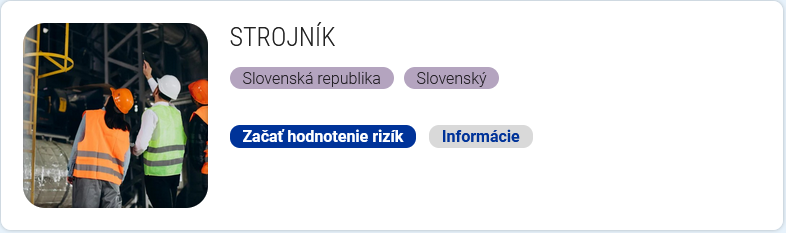 STROJNÍK
Slovenská republika Slovenský
Začať hodnotenie rizík Informácie